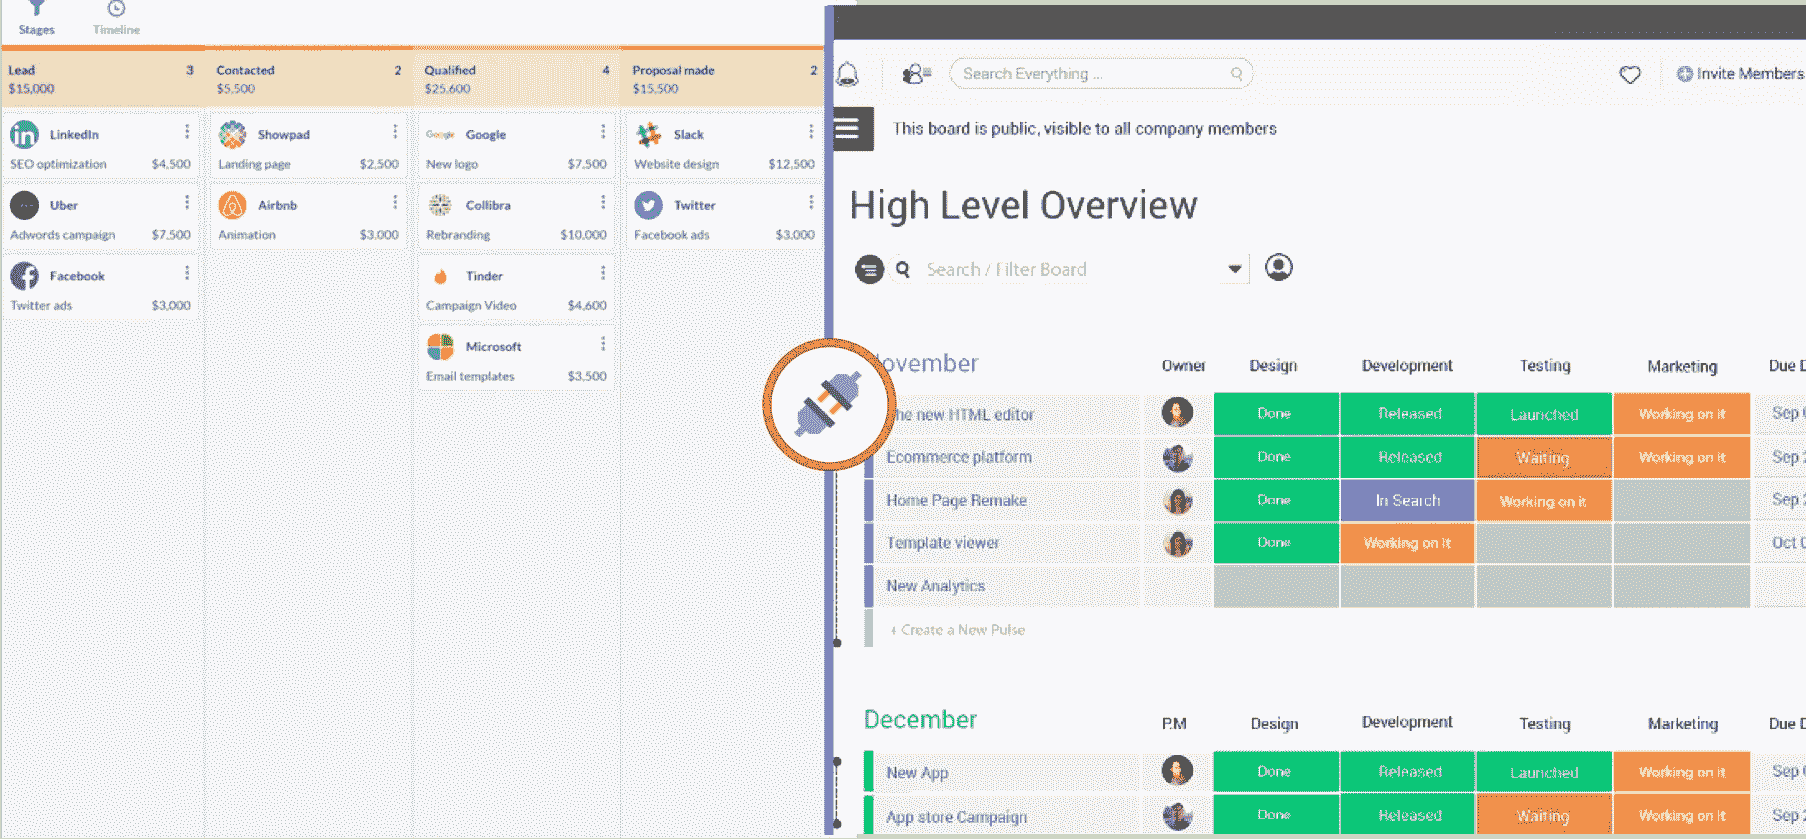 Stages
Timeline
Lead 3
$15,000
Contacted 2
$5,500
Qualified 4
$25,600
Proposal made 2
$15,500
LinkedIn
SEO optimization $4,500
Uber
Adwords campaign $7,500
Facebook
Twitter ads $3,000
Showpad
Landing page $2,500
Airbnb
Animation $3,000
Google Google
New logo $7,500
Collibra
Rebranding $10,000
Tinder
Campaign Video $4,600
Microsoft
Email templates $3,500
Slack
Website design $12,500
Twitter
Facebook ads $3,000
Search Everything ...
Invite Members
This board is public, visible to all company members
High Level Overview
Search / Filter Board
ovember Owner Design Development Testing Marketing Due D
he new HTML editor Done Released Launched Working on it Sep
Ecommerce platform Done Released Waiting Working on it Sep 2
Home Page Remake Done In Search Working on it Sep 2
Template viewer Done Working on it Oct
New Analytics
+ Create a New Pulse
December P.M Design Development Testing Marketing Due D
New App Done Released Launched Working on it Sep
App store Campaign Done Released Waiting Working on it Sep 2